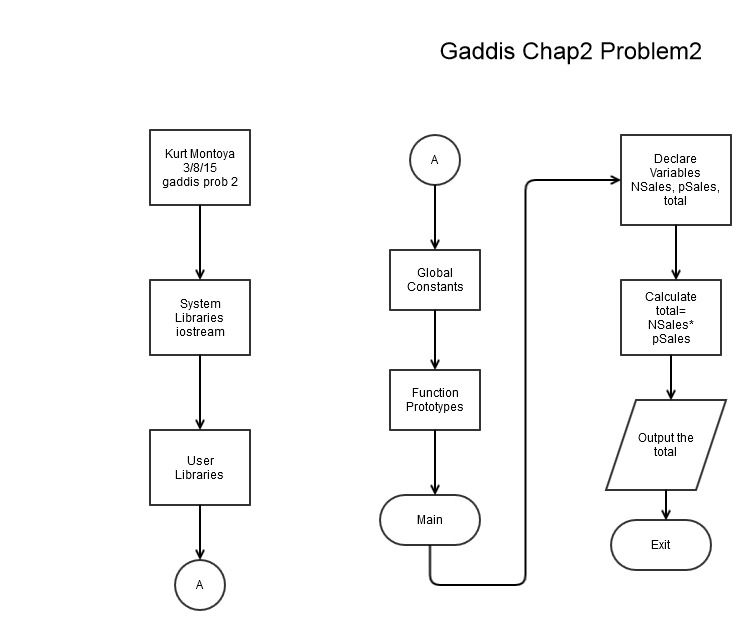 Gaddis Chap2 Problem2
Kurt Montoya
3/8/15
gaddis prob 2
System
Libraries
iostream
User
Libraries
A
A
Global
Constants
Function
Prototypes
Main
Declare
Variables
NSales, pSales,
total
Calculate
total=
NSales*
pSales
Output the
total
Exit